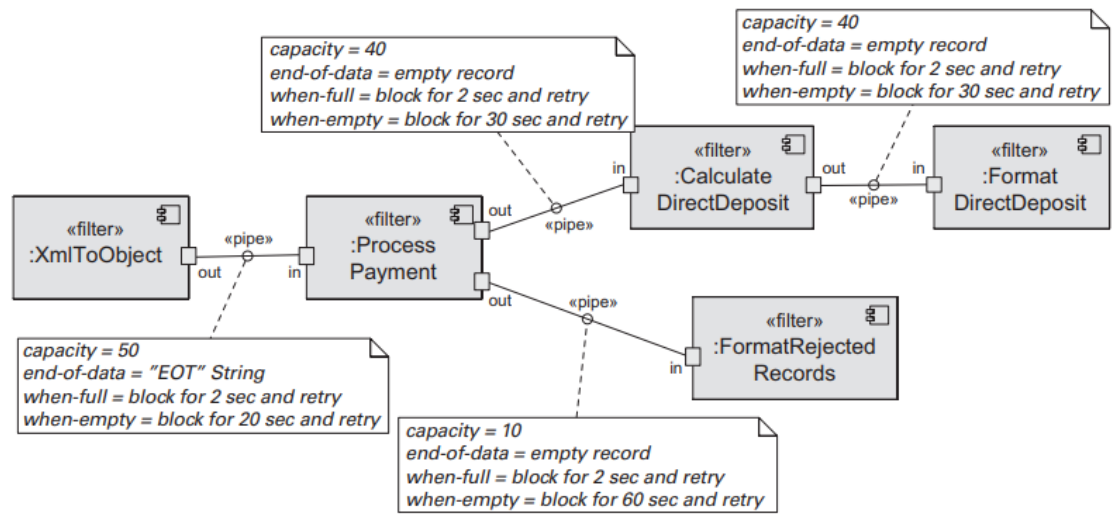 capacity = 40
end-of-data = empty record
when-full = block for 2 sec and retry
when-empty = block for 30 sec and retry
capacity = 40
end-of-data = empty record
when-full = block for 2 sec and retry
when-empty = block for 30 sec and retry
«filter»
:XmlToObject
out
«pipe»
in
«filter»
:Process
Payment
out
out
«pipe»
in
«filter»
:Calculate
DirectDeposit
out
«pipe»
in
«filter»
:Format
DirectDeposit
«pipe»
in
«filter»
:FormatRejected
Records
capacity = 50
end-of-data = ”EOT” String
when-full = block for 2 sec and retry
when-empty = block for 20 sec and retry
capacity = 10
end-of-data = empty record
when-full = block for 2 sec and retry
when-empty = block for 60 sec and retry